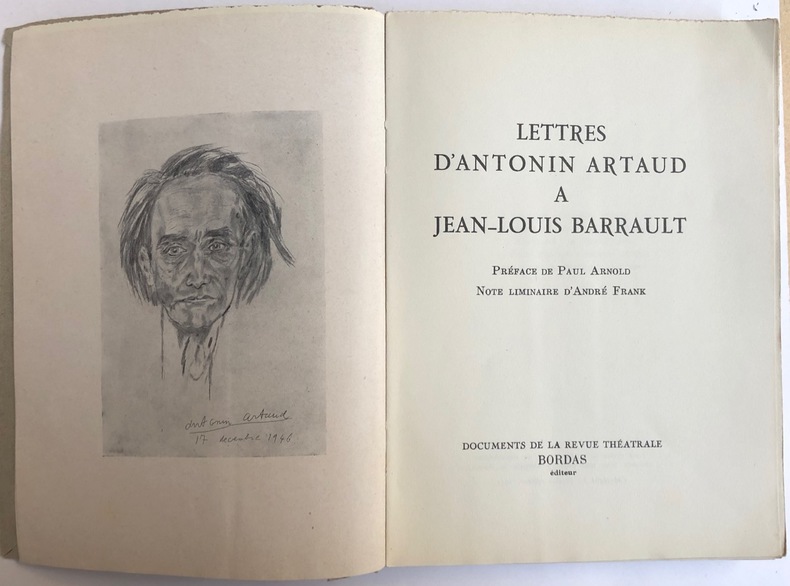 antonin artaud
17 decembre 1946
LETTRES
D'ANTONIN ARTAUD
A
JEAN-LOUIS BARRAULT
PRÉFACE DE PAUL ARNOLD
NOTE LIMINAIRE D'ANDRÉ FRANK
DOCUMENTS DE LA REVUE THÉATRALE
BORDAS
éditeur